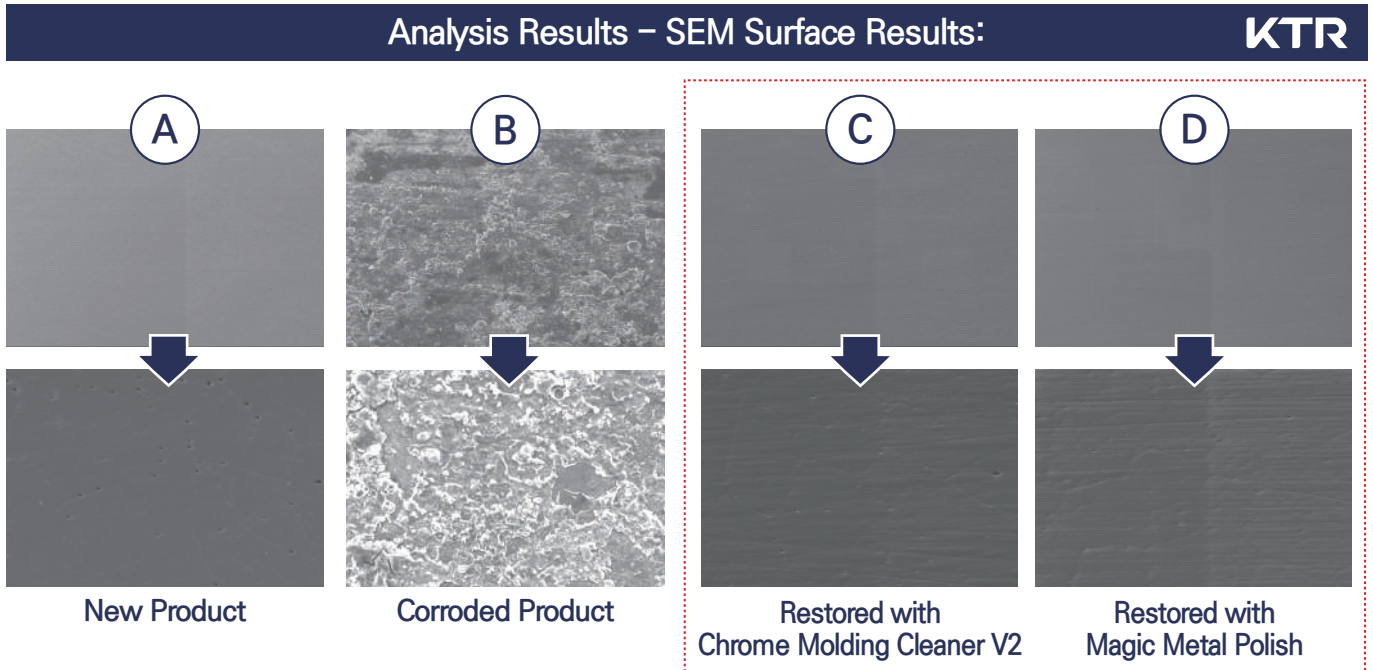 Analysis Results – SEM Surface Results:
KTR
A
B
C
D
New Product
Corroded Product
Restored with
Chrome Molding Cleaner V2
Restored with
Magic Metal Polish